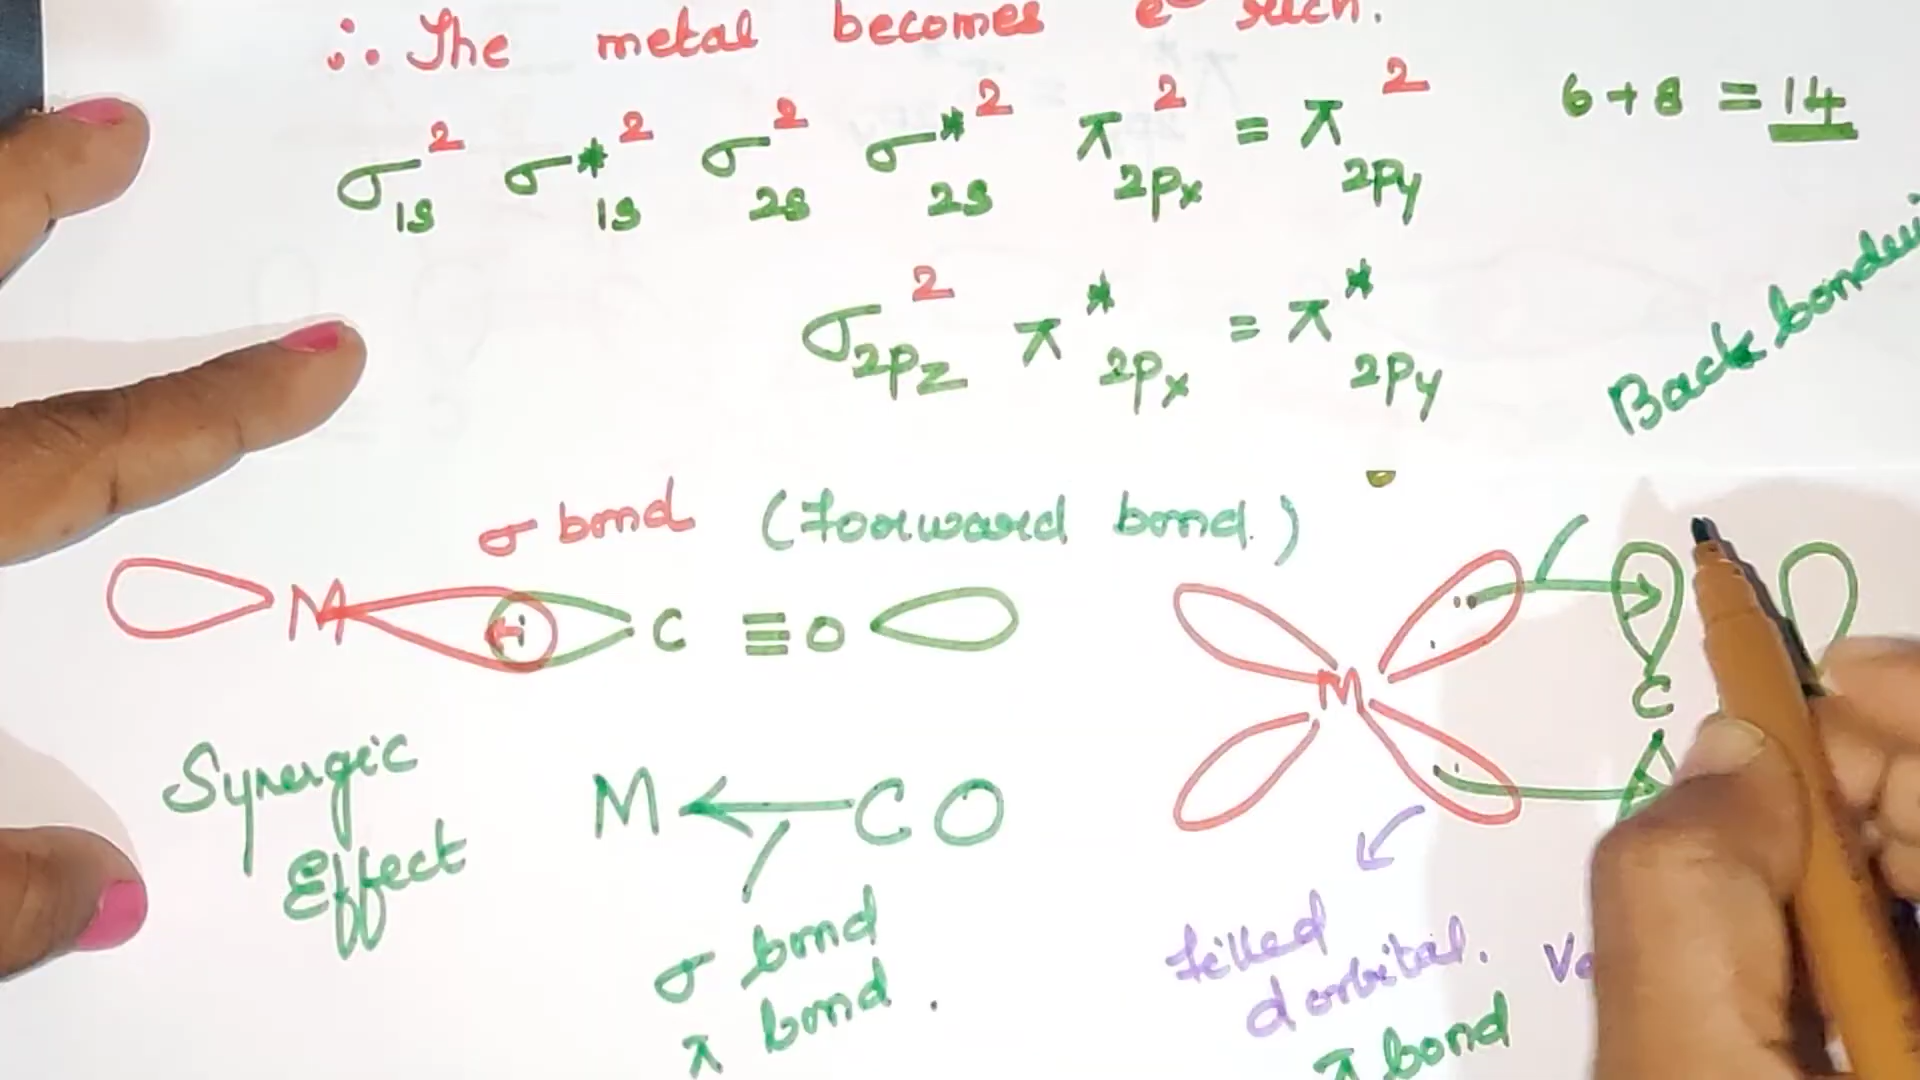 ∴ The metal becomes e⁻ rich.
σ1s² σ*1s² σ2s² σ*2s² π2px² = π2py²
6+8 = 14
σ2pz² π*2px = π*2py
Back bondi
σ bond (Forward bond.)
M C ≡ O
M C
Synergic Effect
M ← CO
σ bond
π bond.
filled
d orbital.
π bond